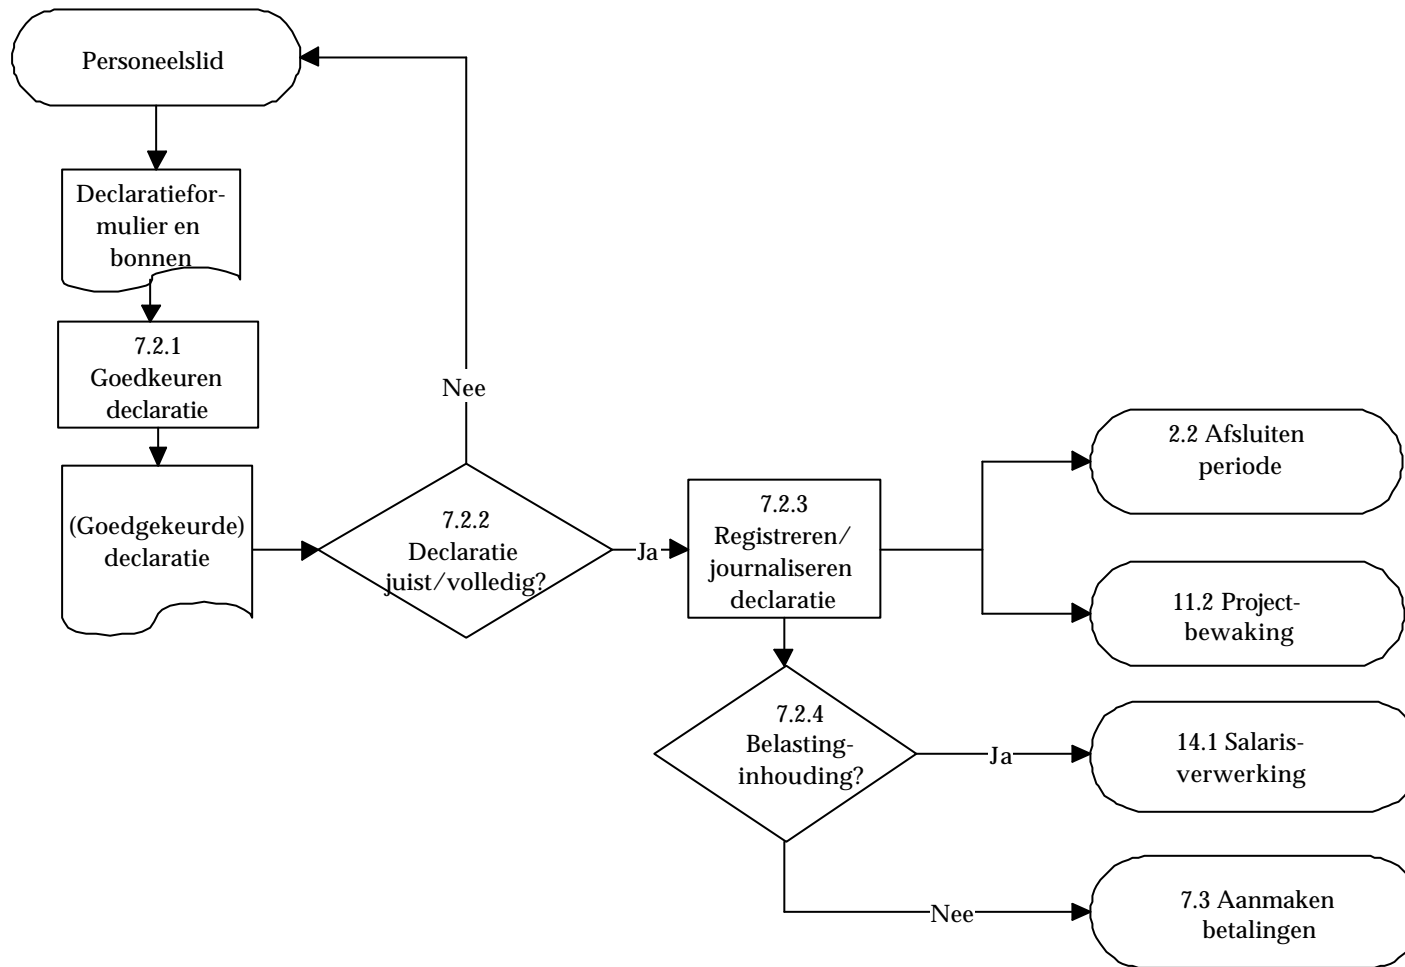 Personeelslid
Declaratiefor-
mulier en
bonnen
7.2.1
Goedkeuren
declaratie
Nee
(Goedgekeurde)
declaratie
7.2.2
Declaratie
juist/volledig?
Ja
7.2.3
Registreren/
journaliseren
declaratie
2.2 Afsluiten
periode
11.2 Project-
bewaking
7.2.4
Belasting-
inhouding?
Ja
14.1 Salaris-
verwerking
Nee
7.3 Aanmaken
betalingen